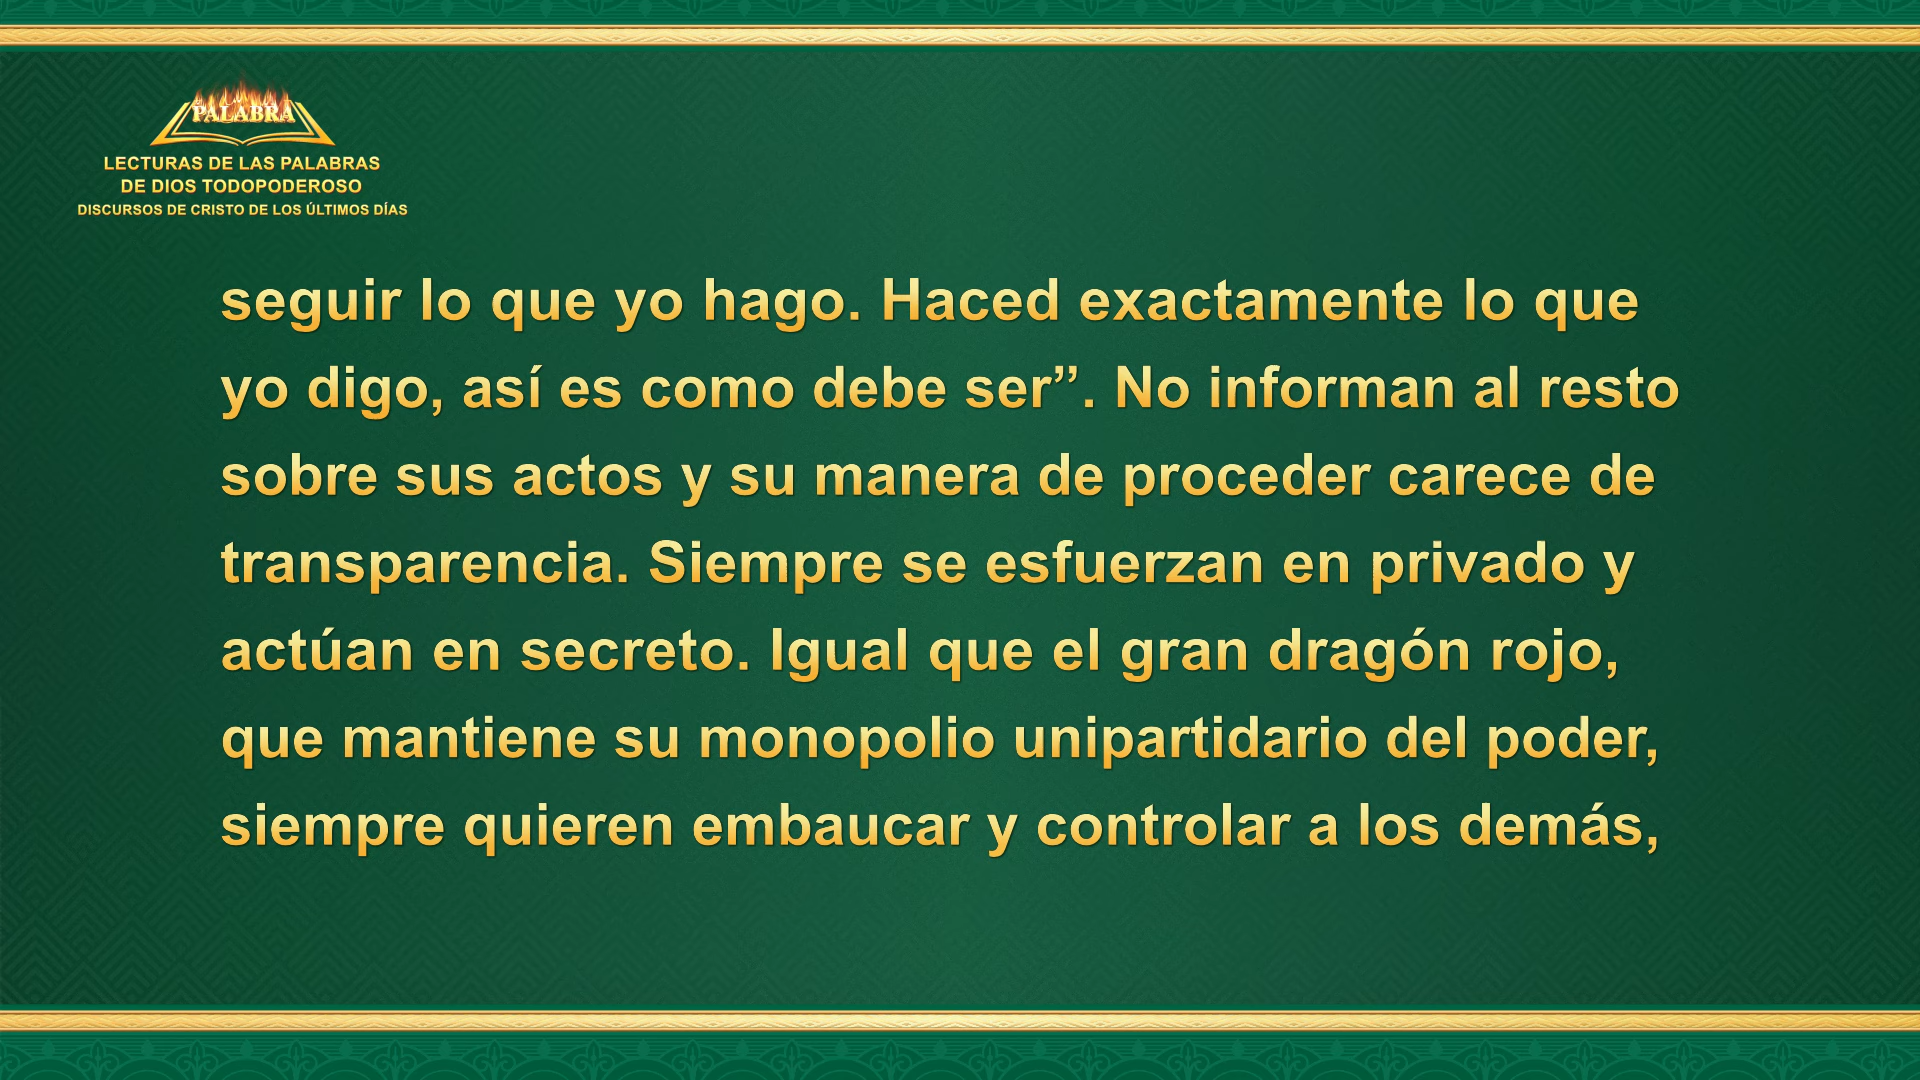 PALABRA
LECTURAS DE LAS PALABRAS
DE DIOS TODOPODEROSO
DISCURSOS DE CRISTO DE LOS ÚLTIMOS DÍAS
seguir lo que yo hago. Haced exactamente lo que
yo digo, así es como debe ser”. No informan al resto
sobre sus actos y su manera de proceder carece de
transparencia. Siempre se esfuerzan en privado y
actúan en secreto. Igual que el gran dragón rojo,
que mantiene su monopolio unipartidario del poder,
siempre quieren embaucar y controlar a los demás,